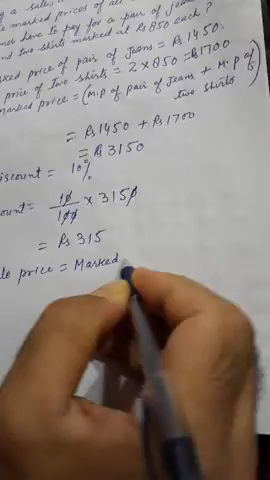 g a sales
marked prices of all
have to pay for a pair of jeans
nd two shirts marked at Rs 850 each?
ked price of pair of jeans = Rs 1450.
price of two shirts = 2 × 850 = Rs 1700
marked price = (M.P of pair of jeans + M.P of two shirts)
= Rs 1450 + Rs 1700
= Rs 3150
iscount = 10%
ount = 10/100 × 3150
= Rs 315
le price = Marked